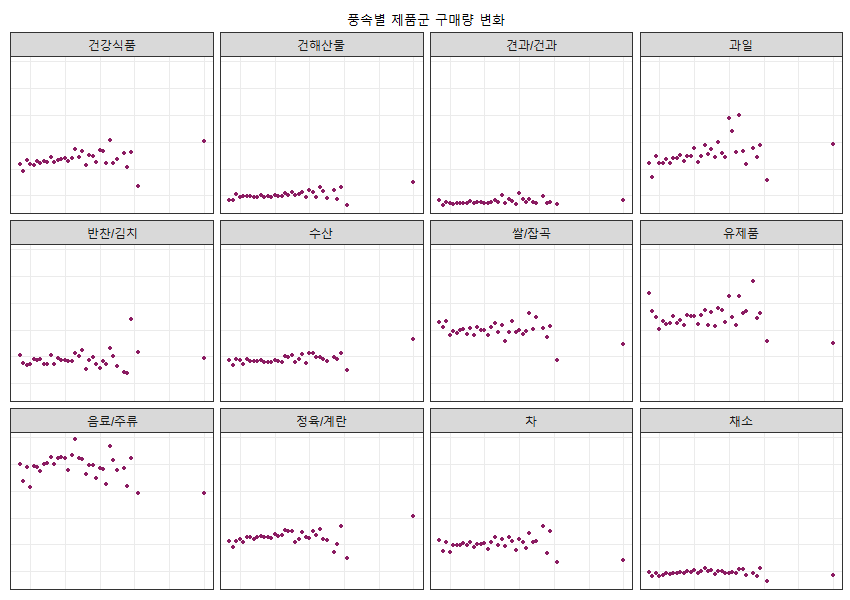 풍속별 제품군 구매량 변화
건강식품
건해산물
견과/건과
과일
반찬/김치
수산
쌀/잡곡
유제품
음료/주류
정육/계란
차
채소